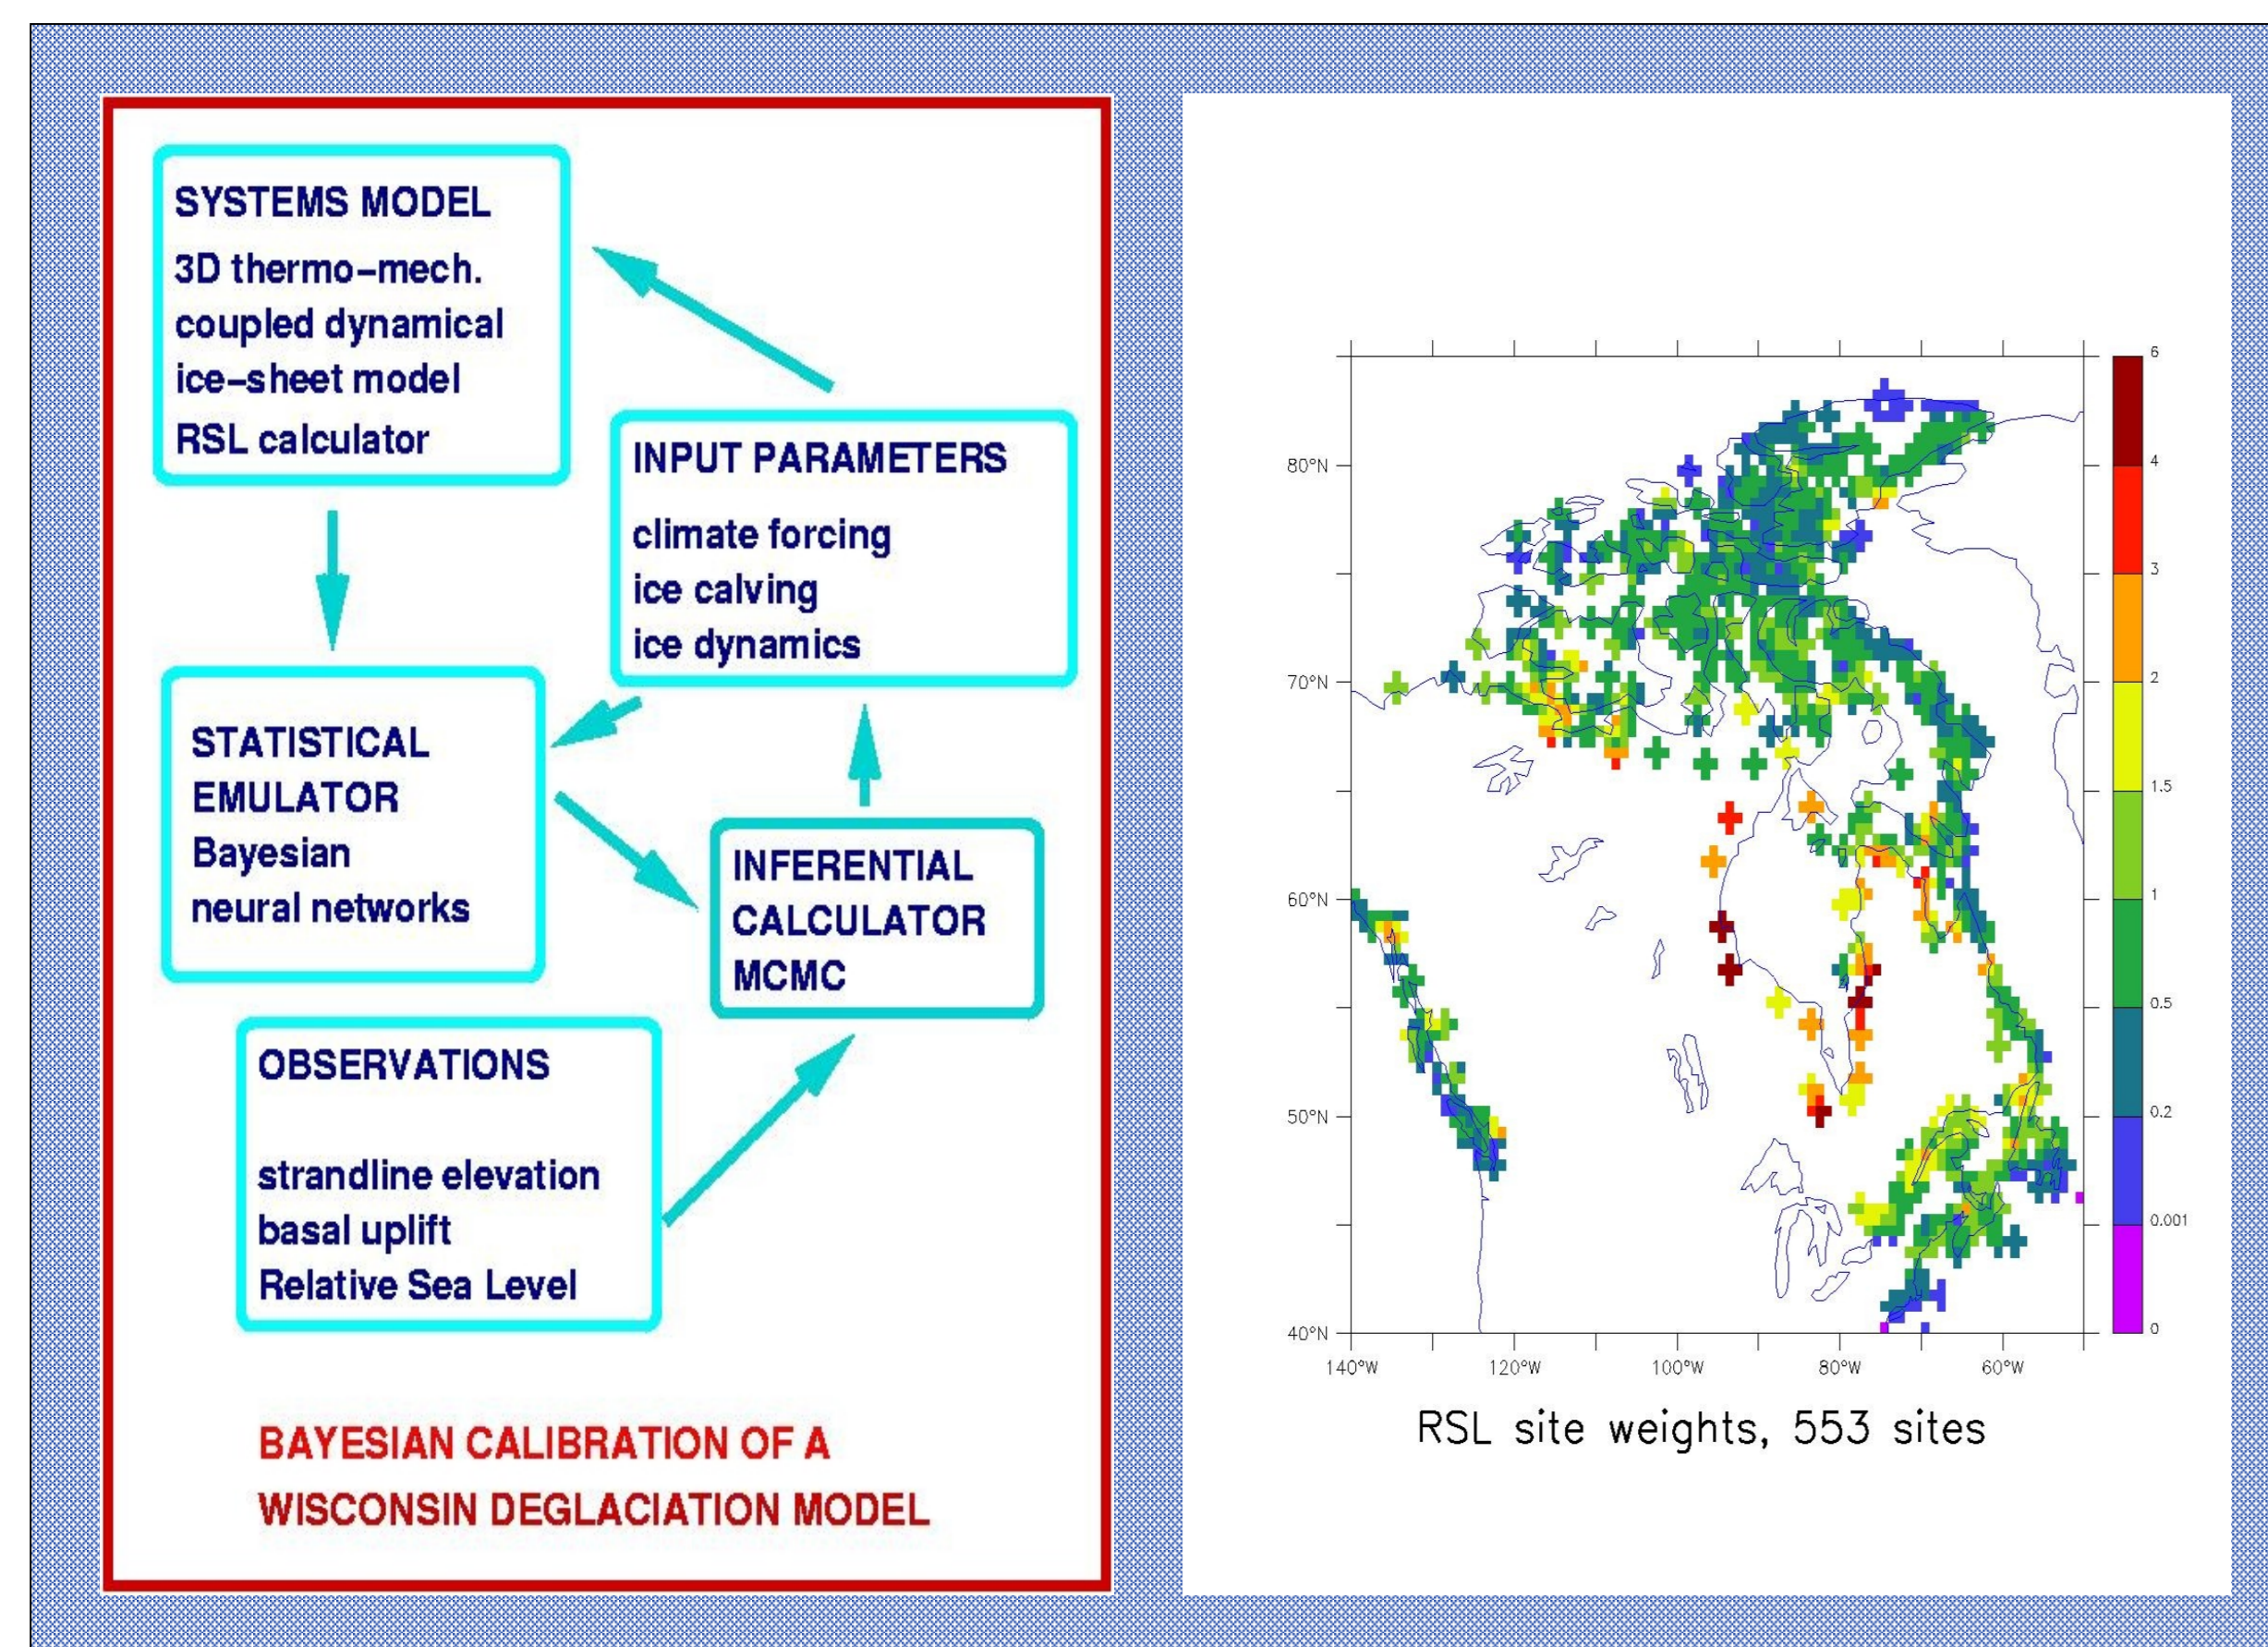 SYSTEMS MODEL
3D thermo-mech.
coupled dynamical
ice-sheet model
RSL calculator
INPUT PARAMETERS
climate forcing
ice calving
ice dynamics
STATISTICAL
EMULATOR
Bayesian
neural networks
INFERENTIAL
CALCULATOR
MCMC
OBSERVATIONS
strandline elevation
basal uplift
Relative Sea Level
BAYESIAN CALIBRATION OF A
WISCONSIN DEGLACIATION MODEL
80°N
70°N
60°N
50°N
40°N
140°W 120°W 100°W 80°W 60°W
6
4
3
2
1.5
1
0.5
0.2
0.001
0
RSL site weights, 553 sites